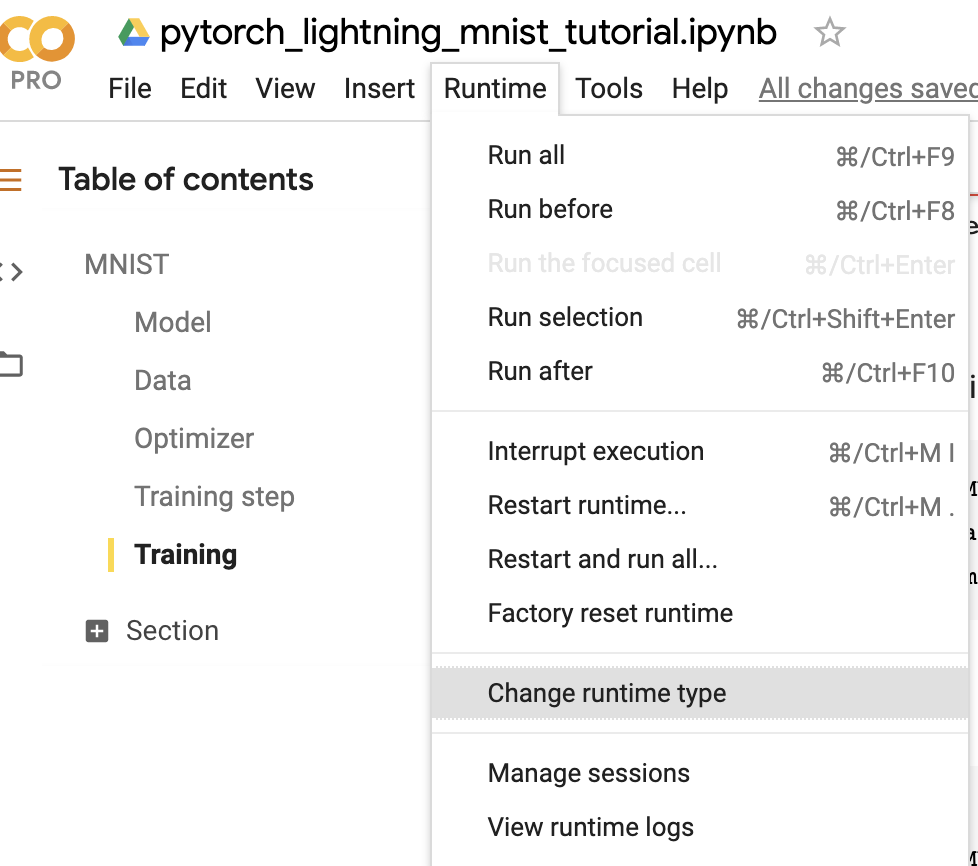 CO
PRO
pytorch_lightning_mnist_tutorial.ipynb
File Edit View Insert Runtime Tools Help All changes saved
Table of contents
MNIST
Model
Data
Optimizer
Training step
Training
Section
Run all ⌘/Ctrl+F9
Run before ⌘/Ctrl+F8
Run the focused cell ⌘/Ctrl+Enter
Run selection ⌘/Ctrl+Shift+Enter
Run after ⌘/Ctrl+F10
Interrupt execution ⌘/Ctrl+M I
Restart runtime... ⌘/Ctrl+M .
Restart and run all...
Factory reset runtime
Change runtime type
Manage sessions
View runtime logs